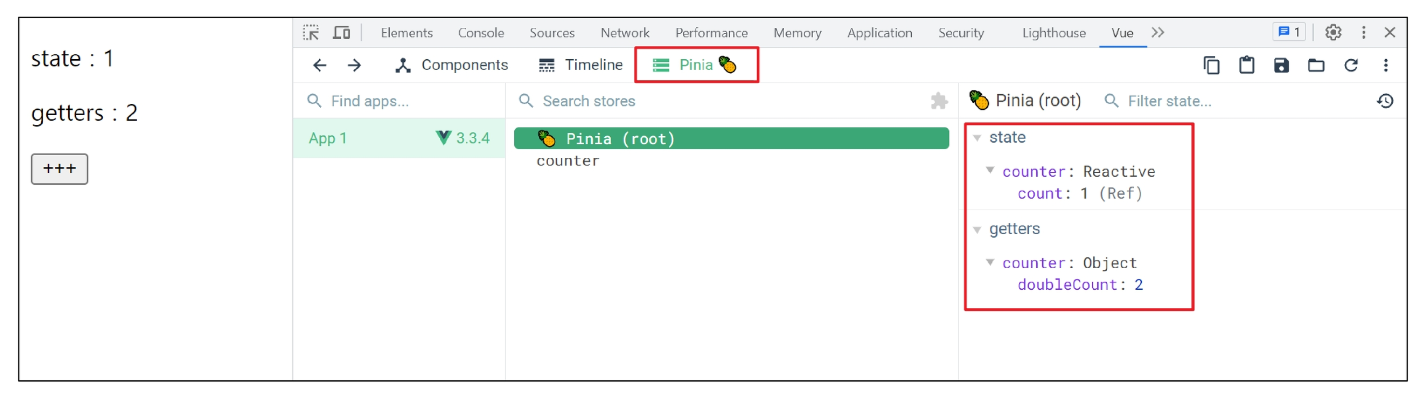 state : 1
getters : 2
+++
Elements Console Sources Network Performance Memory Application Security Lighthouse Vue 1
Components Timeline Pinia
Find apps...
App 1 3.3.4
Search stores
Pinia (root)
counter
Pinia (root) Filter state...
state
counter: Reactive
count: 1 (Ref)
getters
counter: Object
doubleCount: 2